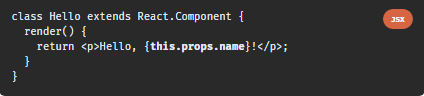 class Hello extends React.Component {
  render() {
    return <p>Hello, {this.props.name}!</p>;
  }
}
JSX